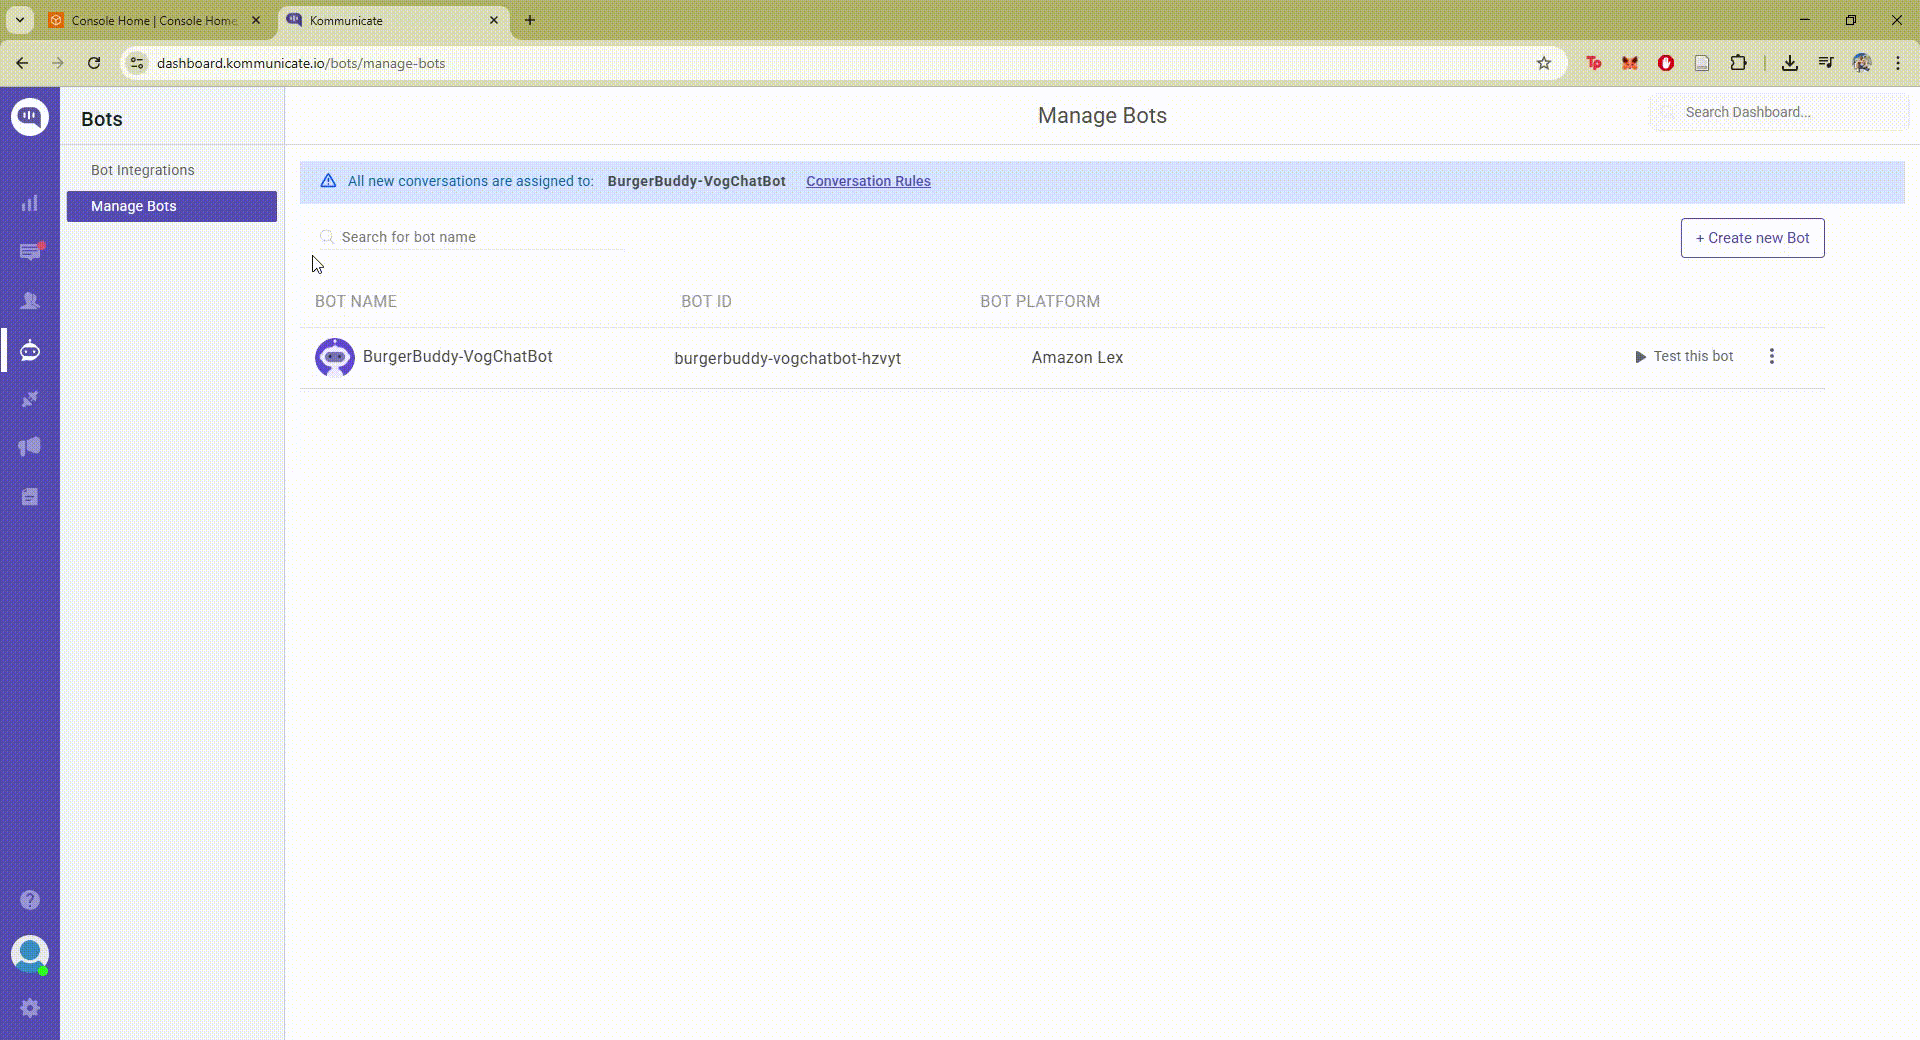 Console Home | Console Home
Kommunicate
dashboard.kommunicate.io/bots/manage-bots
Bots
Manage Bots
Search Dashboard...
Bot Integrations
Manage Bots
All new conversations are assigned to: BurgerBuddy-VogChatBot Conversation Rules
Search for bot name
+ Create new Bot
BOT NAME BOT ID BOT PLATFORM
BurgerBuddy-VogChatBot burgerbuddy-vogchatbot-hzvyt Amazon Lex Test this bot